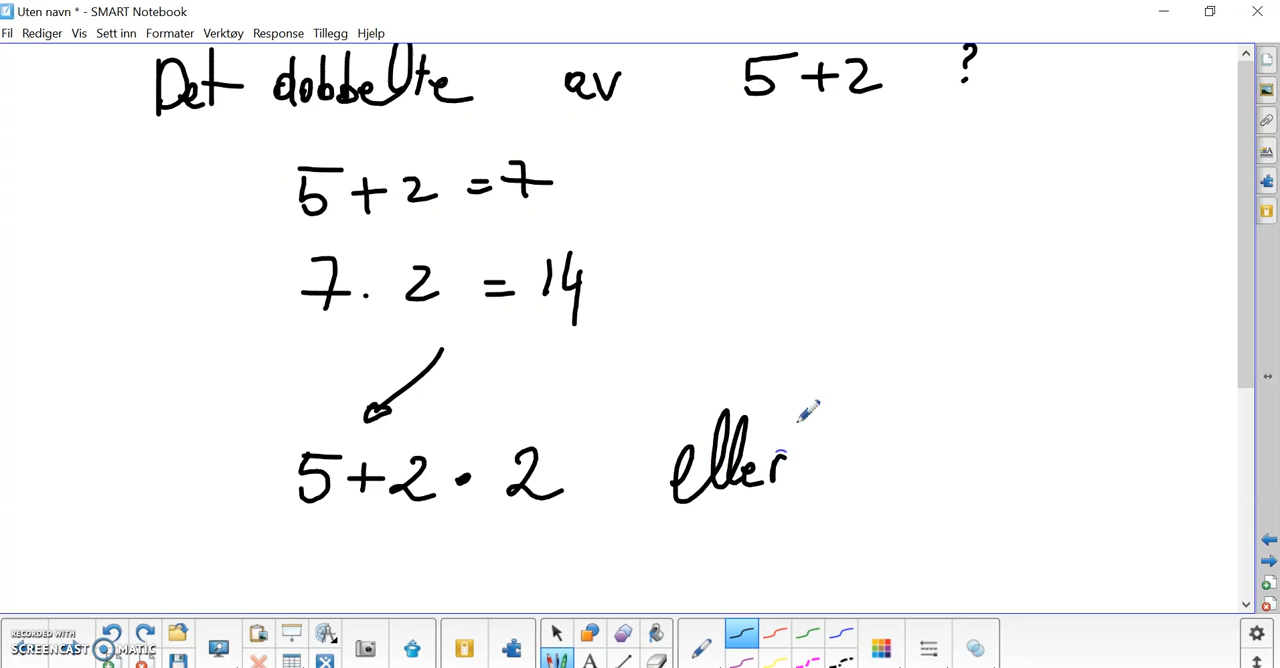 Uten navn * - SMART Notebook
Fil Rediger Vis Sett inn Formater Verktøy Response Tillegg Hjelp
Det dobbelte av 5+2 ?
5+2=7
7·2=14
5+2·2 eller
RECORDED WITH
SCREENCAST MATIC